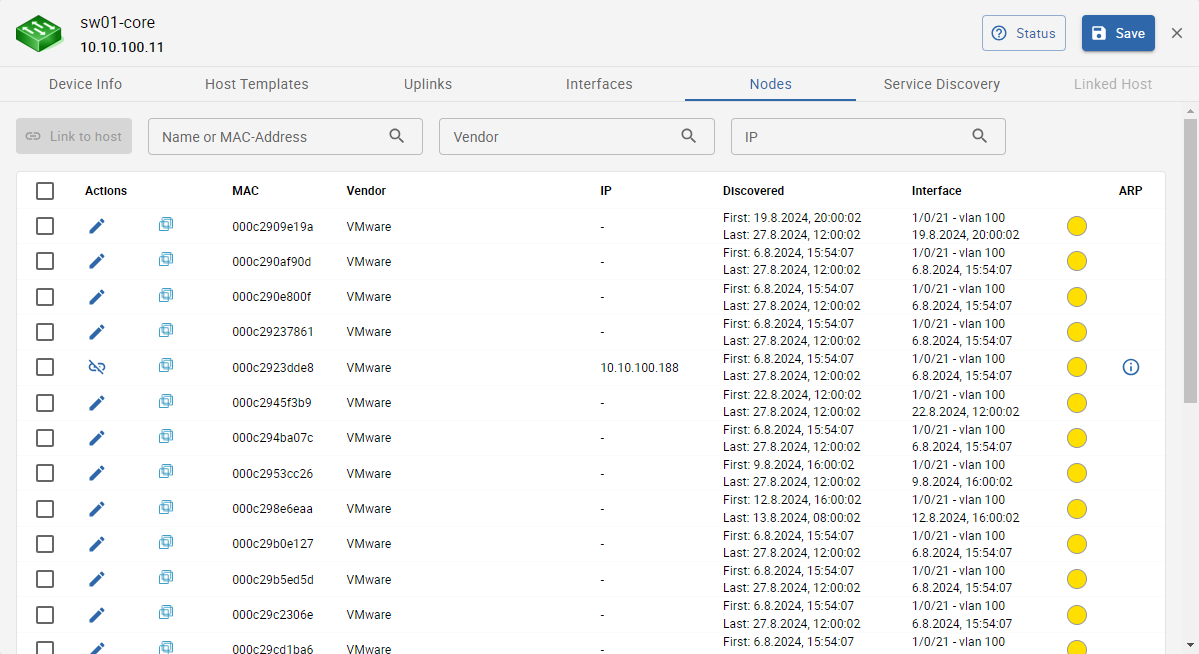 sw01-core
10.10.100.11
Status
Save
Device Info Host Templates Uplinks Interfaces Nodes Service Discovery Linked Host
Link to host Name or MAC-Address Vendor IP
Actions MAC Vendor IP Discovered Interface ARP
000c2909e19a VMware - First: 19.8.2024, 20:00:02 1/0/21 - vlan 100
Last: 27.8.2024, 12:00:02 19.8.2024, 20:00:02
000c290af90d VMware - First: 6.8.2024, 15:54:07 1/0/21 - vlan 100
Last: 27.8.2024, 12:00:02 6.8.2024, 15:54:07
000c290e800f VMware - First: 6.8.2024, 15:54:07 1/0/21 - vlan 100
Last: 27.8.2024, 12:00:02 6.8.2024, 15:54:07
000c29237861 VMware - First: 6.8.2024, 15:54:07 1/0/21 - vlan 100
Last: 27.8.2024, 12:00:02 6.8.2024, 15:54:07
000c2923dde8 VMware 10.10.100.188 First: 6.8.2024, 15:54:07 1/0/21 - vlan 100
Last: 27.8.2024, 12:00:02 6.8.2024, 15:54:07
000c2945f3b9 VMware - First: 22.8.2024, 12:00:02 1/0/21 - vlan 100
Last: 27.8.2024, 12:00:02 22.8.2024, 12:00:02
000c294ba07c VMware - First: 6.8.2024, 15:54:07 1/0/21 - vlan 100
Last: 27.8.2024, 12:00:02 6.8.2024, 15:54:07
000c2953cc26 VMware - First: 9.8.2024, 16:00:02 1/0/21 - vlan 100
Last: 27.8.2024, 12:00:02 9.8.2024, 16:00:02
000c298e6eaa VMware - First: 12.8.2024, 16:00:02 1/0/21 - vlan 100
Last: 13.8.2024, 08:00:02 12.8.2024, 16:00:02
000c29b0e127 VMware - First: 6.8.2024, 15:54:07 1/0/21 - vlan 100
Last: 27.8.2024, 12:00:02 6.8.2024, 15:54:07
000c29b5ed5d VMware - First: 6.8.2024, 15:54:07 1/0/21 - vlan 100
Last: 27.8.2024, 12:00:02 6.8.2024, 15:54:07
000c29c2306e VMware - First: 6.8.2024, 15:54:07 1/0/21 - vlan 100
Last: 27.8.2024, 12:00:02 6.8.2024, 15:54:07
000c29cd1ba6 VMware - First: 6.8.2024, 15:54:07 1/0/21 - vlan 100